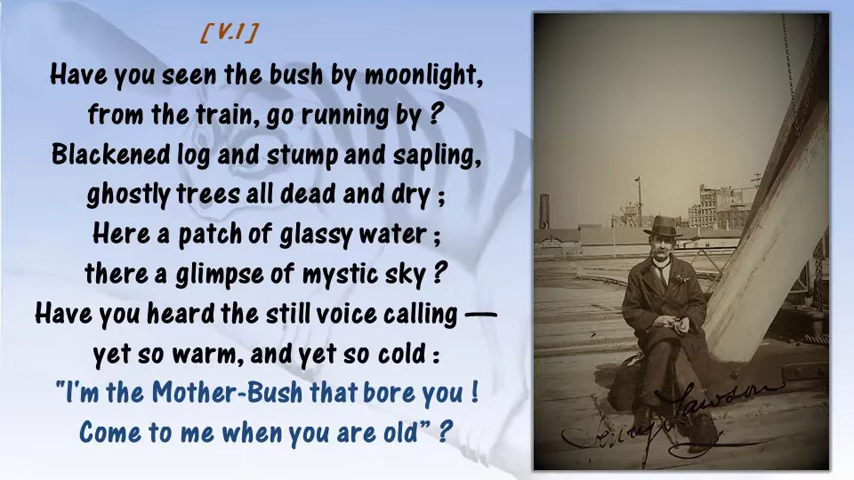 [V.1]
Have you seen the bush by moonlight,
from the train, go running by ?
Blackened log and stump and sapling,
ghostly trees all dead and dry ;
Here a patch of glassy water ;
there a glimpse of mystic sky ?
Have you heard the still voice calling —
yet so warm, and yet so cold :
"I'm the Mother-Bush that bore you !
Come to me when you are old" ?
Henry Lawson